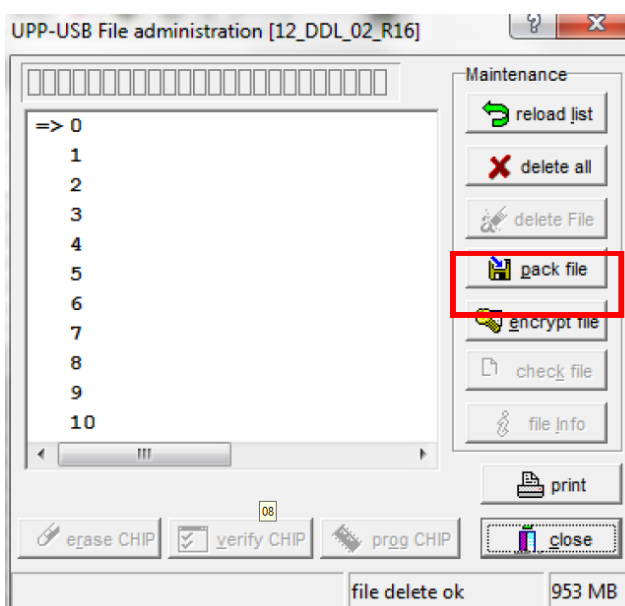 UPP-USB File administration [12_DDL_02_R16]
Maintenance
=> 0
1
2
3
4
5
6
7
8
9
10
reload list
delete all
delete File
pack file
encrypt file
check file
file Info
print
08
erase CHIP
verify CHIP
prog CHIP
close
file delete ok
953 MB